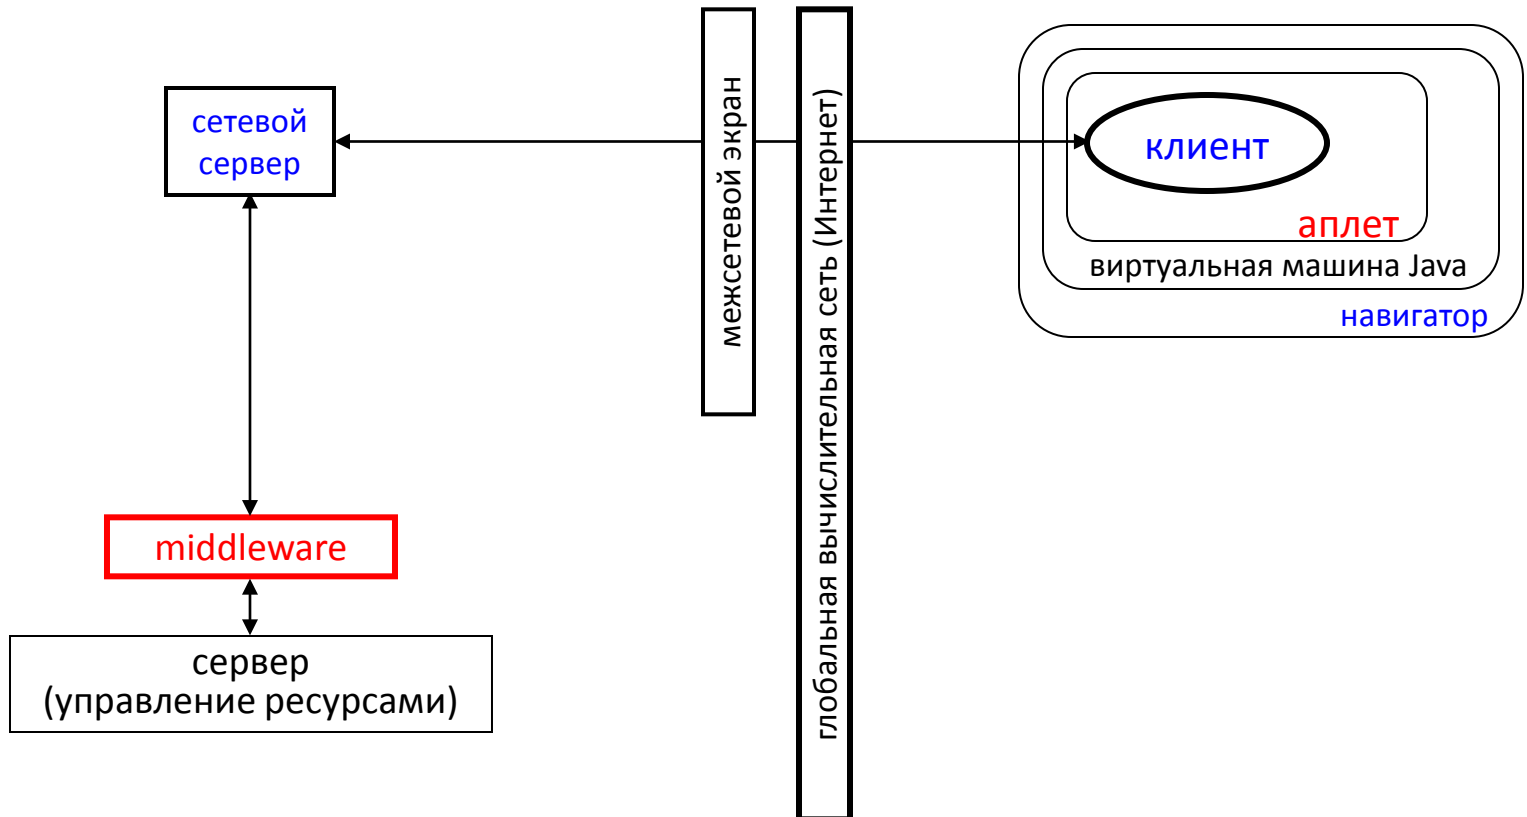 сетевой
сервер
межсетевой экран
глобальная вычислительная сеть (Интернет)
клиент
аплет
виртуальная машина Java
навигатор
middleware
сервер
(управление ресурсами)